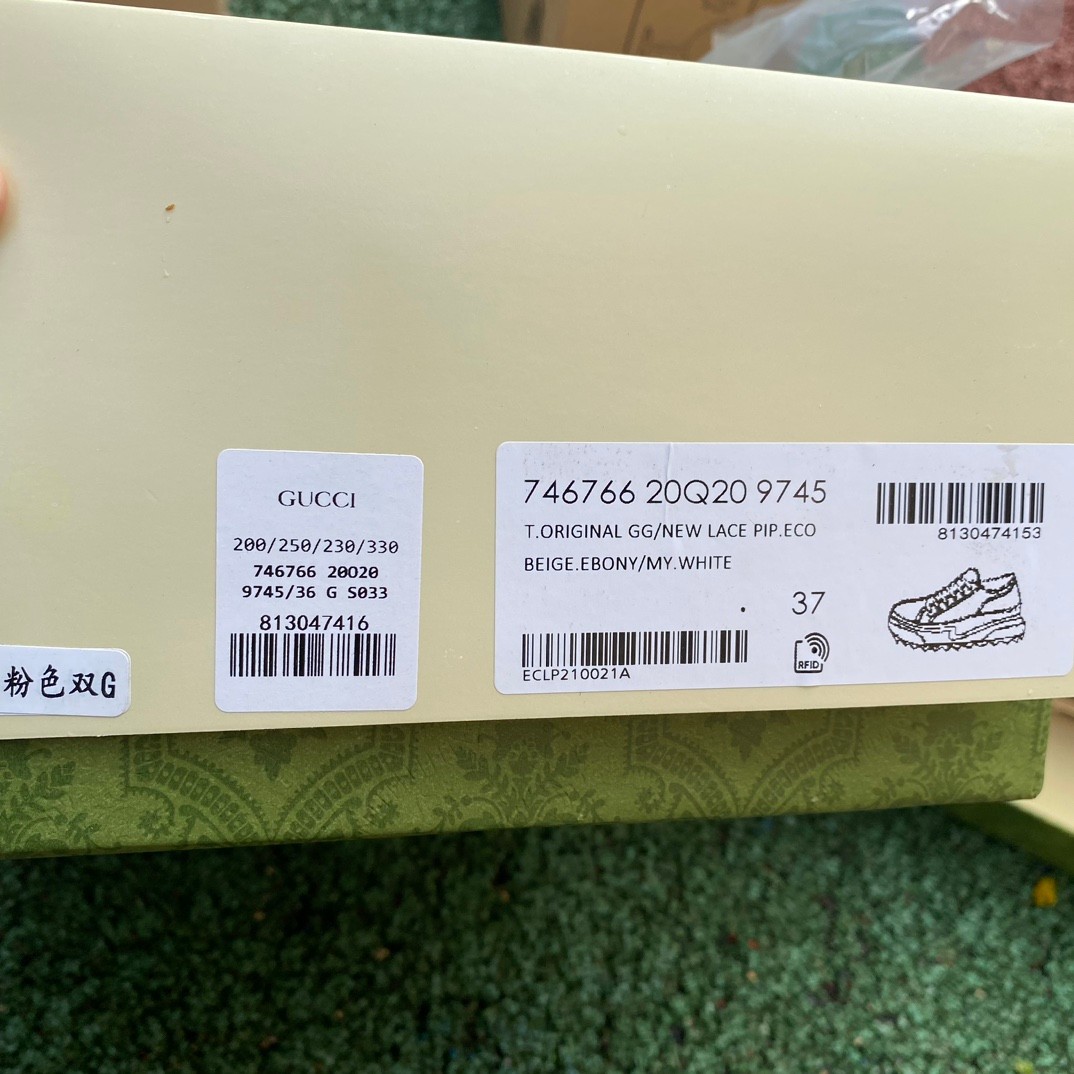 粉色双G
GUCCI
200/250/230/330
746766 20O20
9745/36 G S033
813047416
746766 20Q20 9745
T.ORIGINAL GG/NEW LACE PIP.ECO
BEIGE.EBONY/MY.WHITE
8130474153
. 37
ECLP210021A
RFID